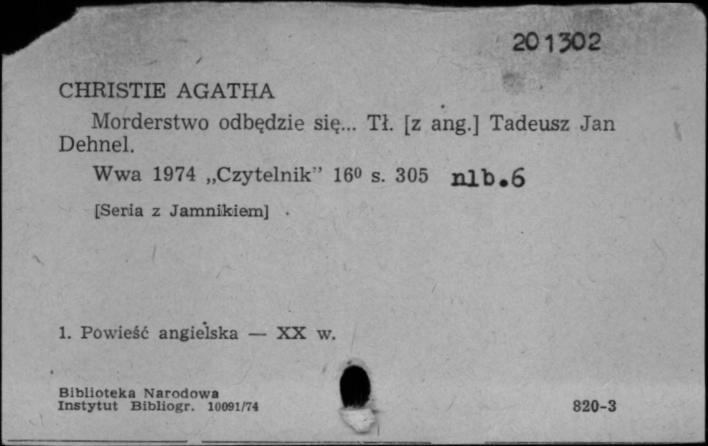 201302
CHRISTIE AGATHA
Morderstwo odbędzie się... Tł. [z ang.] Tadeusz Jan
Dehnel.
Wwa 1974 „Czytelnik” 16⁰ s. 305 nlb.6
[Seria z Jamnikiem]
1. Powieść angielska — XX w.
Biblioteka Narodowa
Instytut Bibliogr. 10091/74
820-3